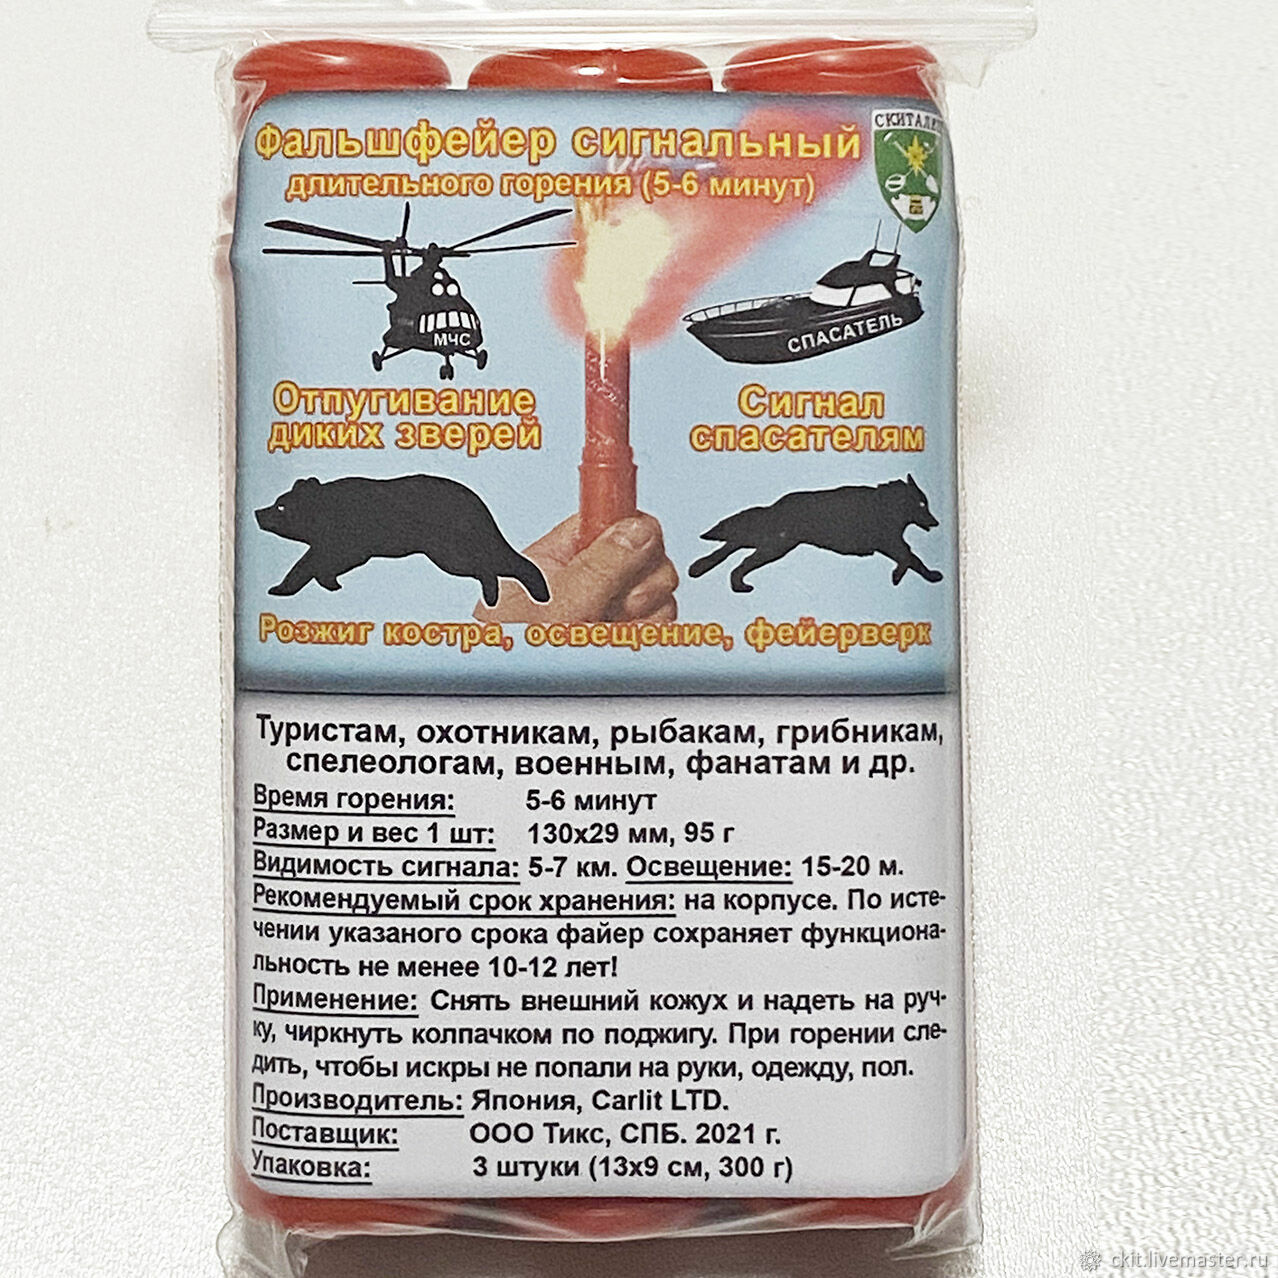 Фальшфейер сигнальный
длительного горения (5-6 минут)
МЧС
СПАСАТЕЛЬ
Отпугивание
диких зверей
Сигнал
спасателям
Розжиг костра, освещение, фейерверк
Туристам, охотникам, рыбакам, грибникам,
спелеологам, военным, фанатам и др.
Время горения: 5-6 минут
Размер и вес 1 шт: 130х29 мм, 95 г
Видимость сигнала: 5-7 км. Освещение: 15-20 м.
Рекомендуемый срок хранения: на корпусе. По исте-
чении указаного срока файер сохраняет функциона-
льность не менее 10-12 лет!
Применение: Снять внешний кожух и надеть на руч-
ку, чиркнуть колпачком по поджигу. При горении сле-
дить, чтобы искры не попали на руки, одежду, пол.
Производитель: Япония, Carlit LTD.
Поставщик: ООО Тикс, СПБ. 2021 г.
Упаковка: 3 штуки (13х9 см, 300 г)
ckit.livemaster.ru